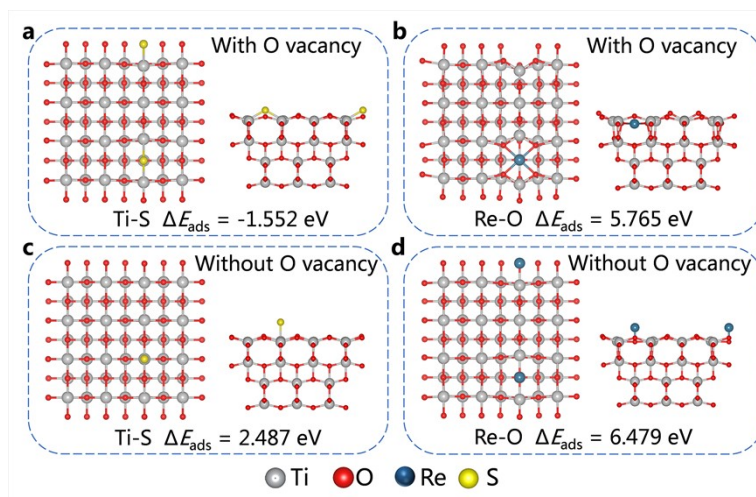 a
With O vacancy
Ti-S ΔEads = -1.552 eV
b
With O vacancy
Re-O ΔEads = 5.765 eV
c
Without O vacancy
Ti-S ΔEads = 2.487 eV
d
Without O vacancy
Re-O ΔEads = 6.479 eV
Ti O Re S